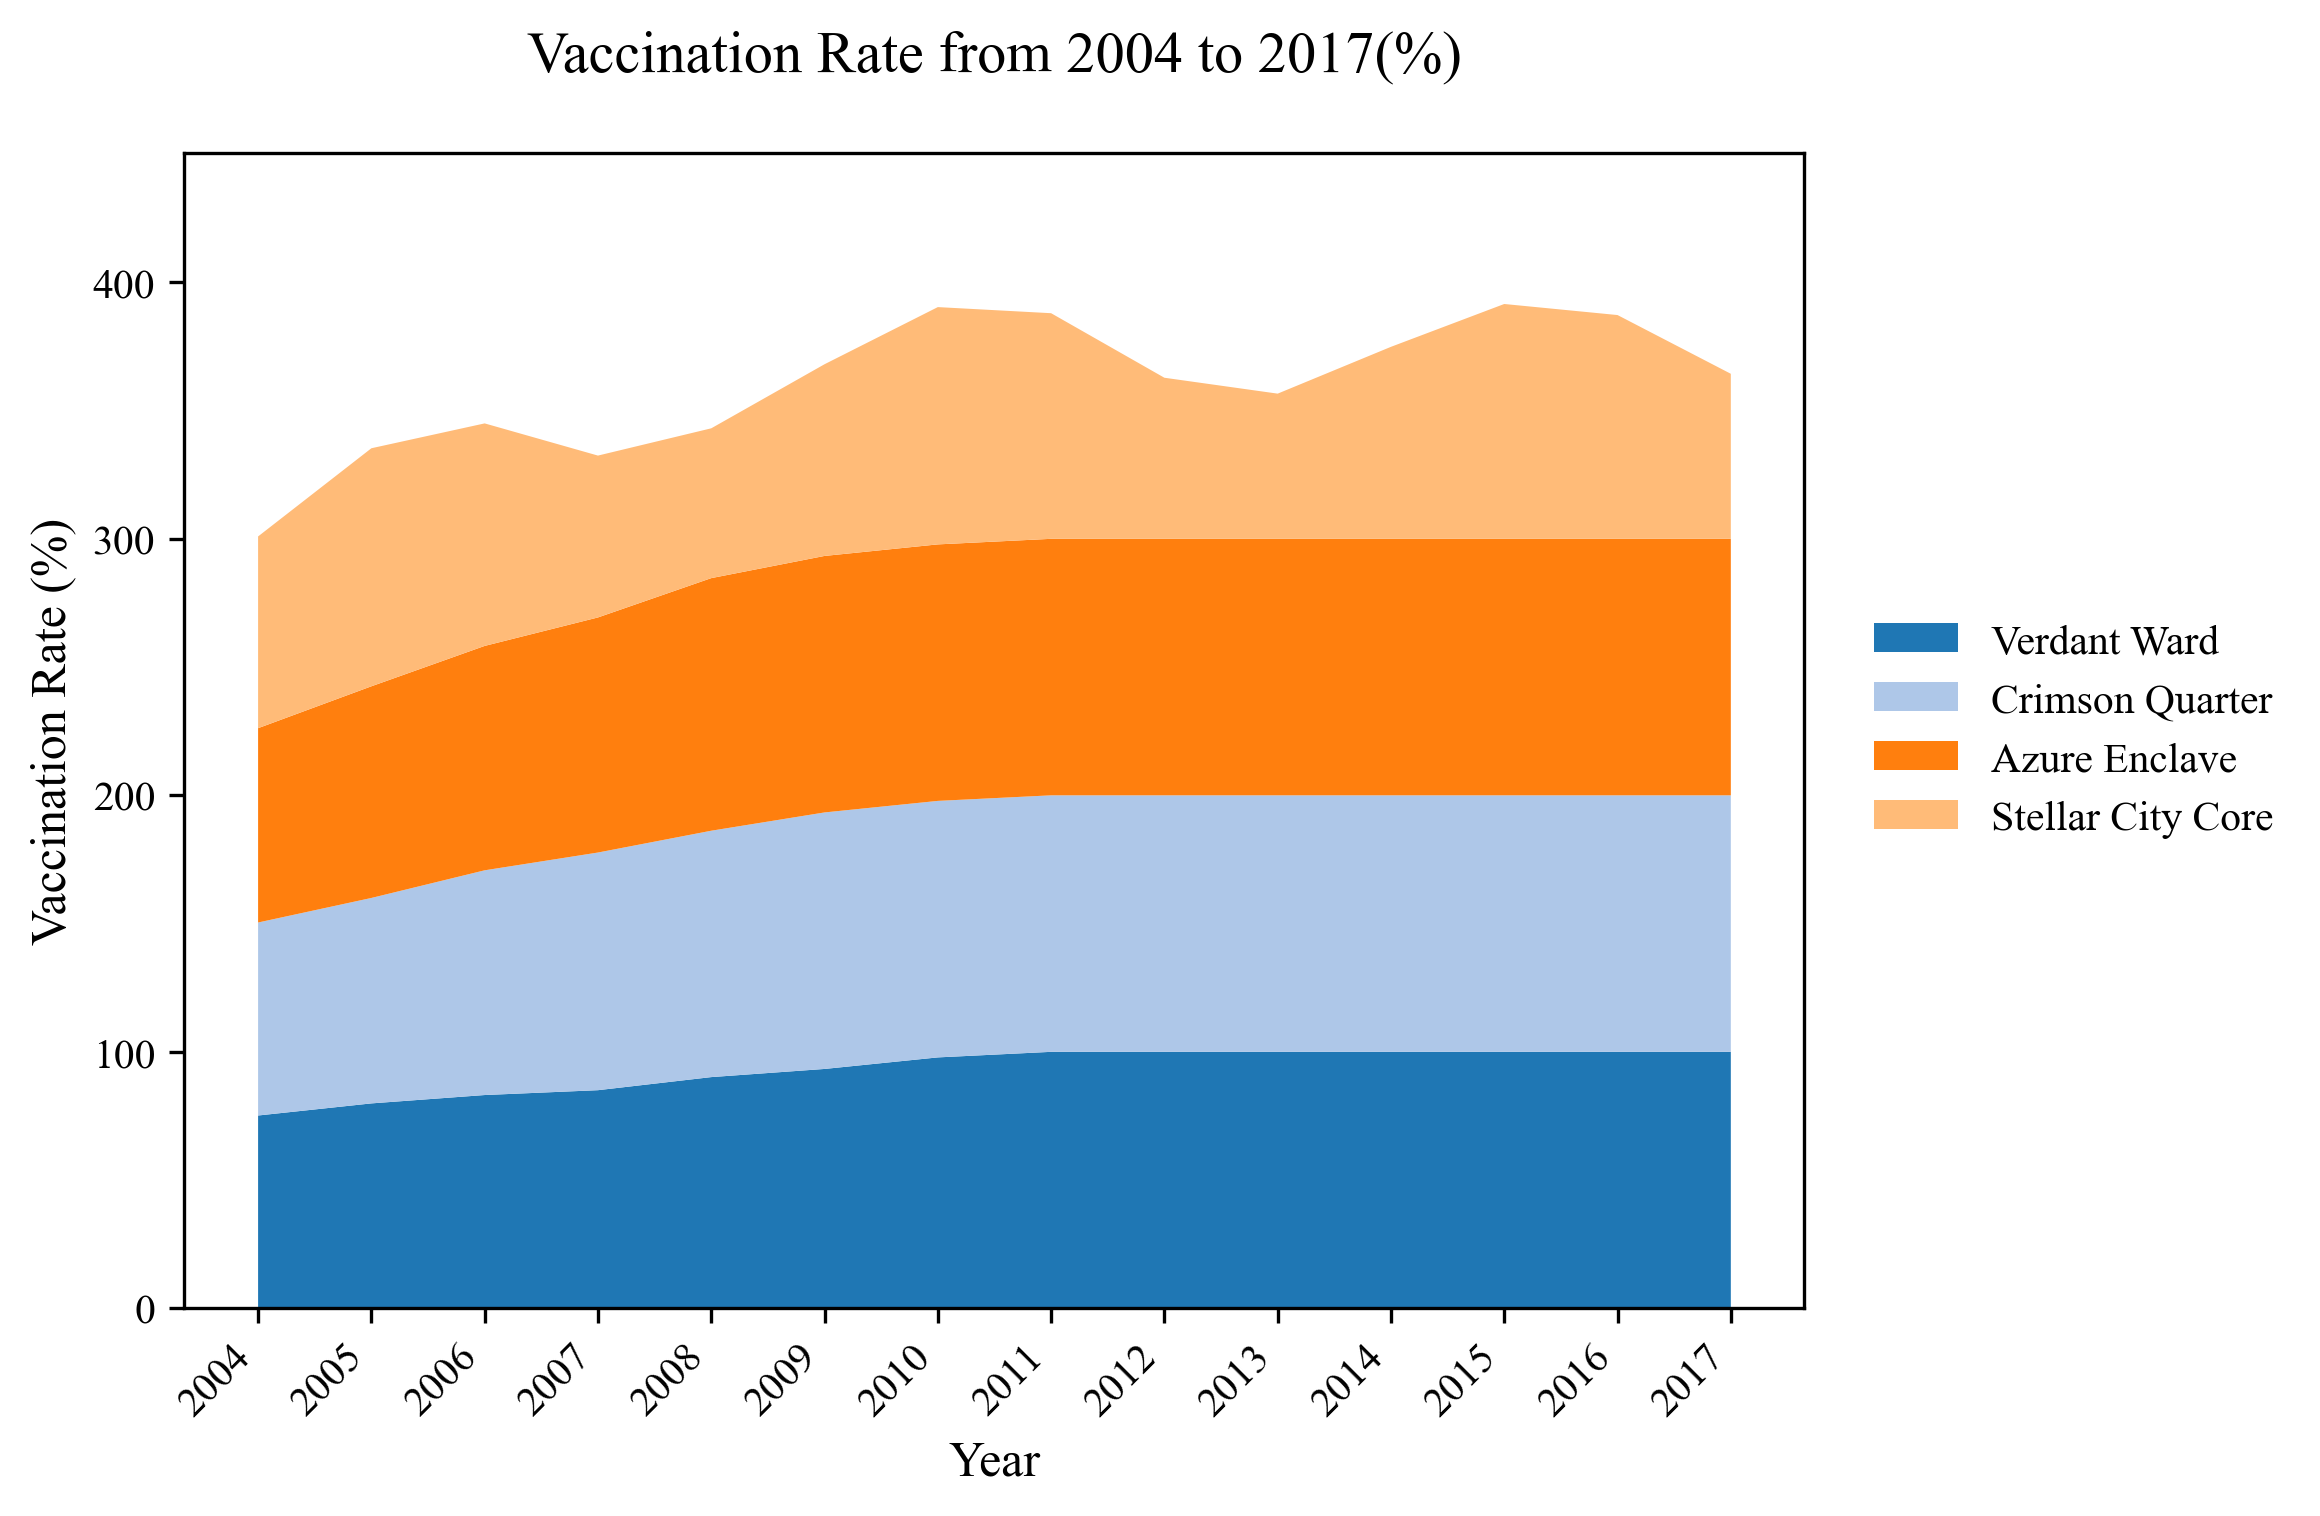 Vaccination Rate from 2004 to 2017(%)
Vaccination Rate (%)
400
300
200
100
0
2004
2005
2006
2007
2008
2009
2010
2011
2012
2013
2014
2015
2016
2017
Year
Verdant Ward
Crimson Quarter
Azure Enclave
Stellar City Core